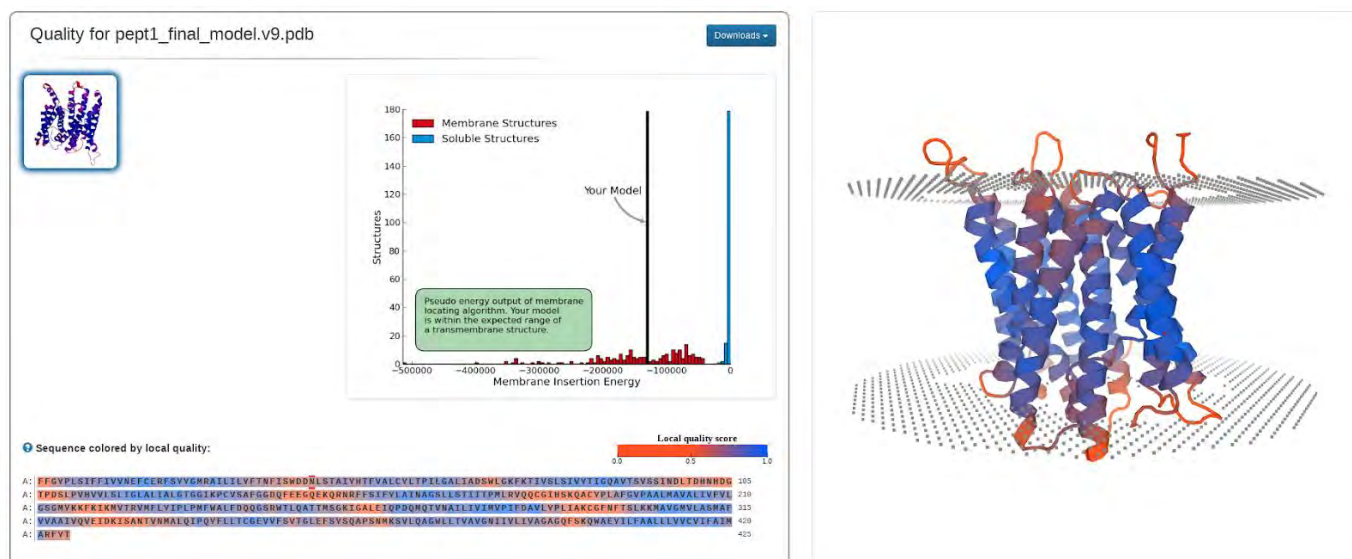 Quality for pept1_final_model.v9.pdb
Downloads
180
160
140
120
100
80
60
40
20
0
Structures
Membrane Structures
Soluble Structures
Your Model
Pseudo energy output of membrane
locating algorithm. Your model
is within the expected range of
a transmembrane structure.
−500000 −400000 −300000 −200000 −100000 0
Membrane Insertion Energy
Sequence colored by local quality:
Local quality score
0.0 0.5 1.0
A: FFGYPLSIFFIVVNEFCERFSYYGMRAILILYFTNFISWDDNLSTAIYHTFVALCYLTPILGALIADSWLGKFKTIVSLSIVYTIGQAVTSVSSINDLTDHNHDG 105
A: TPDSLPVHVVLSLIGLALIALGTGGIKPCVSAFGGDQFEEGQEKQRNRFFSIFYLAINAGSLLSTIITPMLRVQQCGIHSKQACYPLAFGVPAALMAVALIVFVL 210
A: GSGMYKKFKIKMVTRVMFLYIPLPMFWALFDQQGSRWTLQATTMSGKIGALEIQPDQMQTVNAILIVIMVPIFDAVLYPLIAKCGFNFTSLKKMAVGMVLASMAF 315
A: VVAAIVQVEIDKISANTVNMALQIPQYFLLTCGEVVFSVTGLEFSYSQAPSNMKSVLQAGWLLTVAVGNIIVLIVAGAGQFSKQWAEYILFAALLLVVCVIFAIM 420
A: ARFYT 425